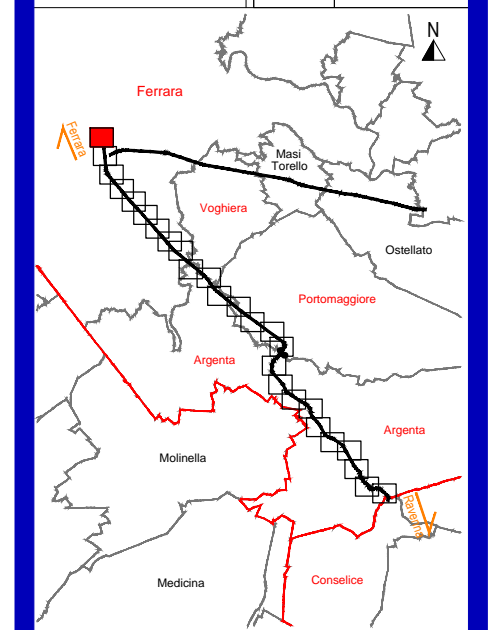 N
Ferrara
Ferrara
Masi
Torello
Voghiera
Ostellato
Portomaggiore
Argenta
Argenta
Molinella
Ravenna
Medicina
Conselice